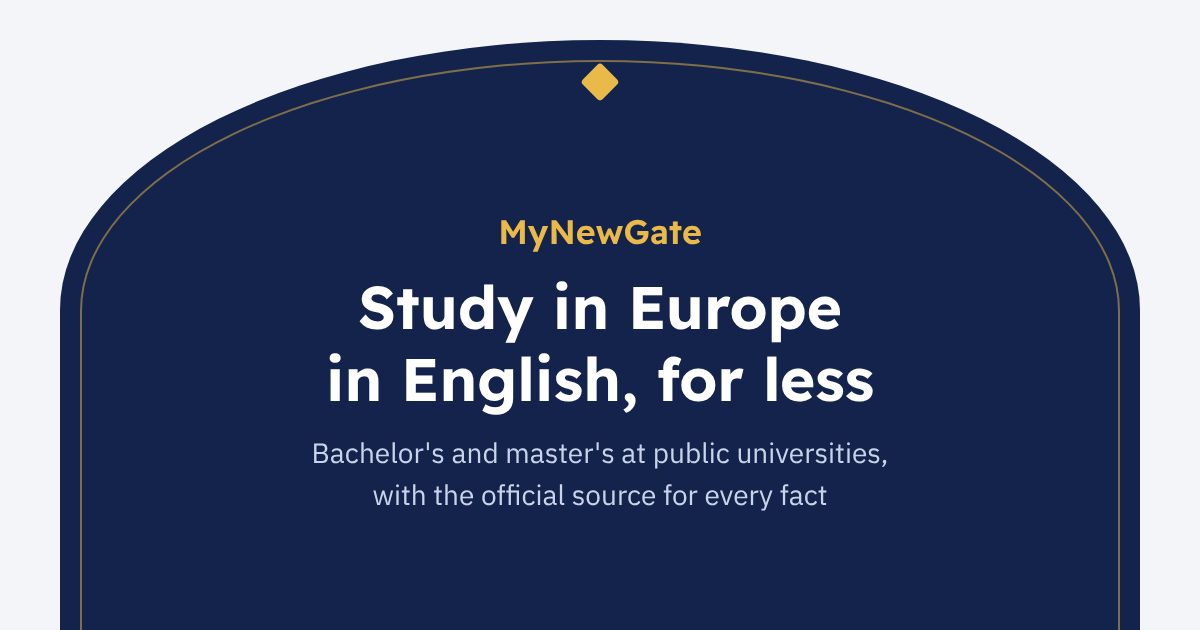 MyNewGate
Study in Europe
in English, for less
Bachelor's and master's at public universities,
with the official source for every fact